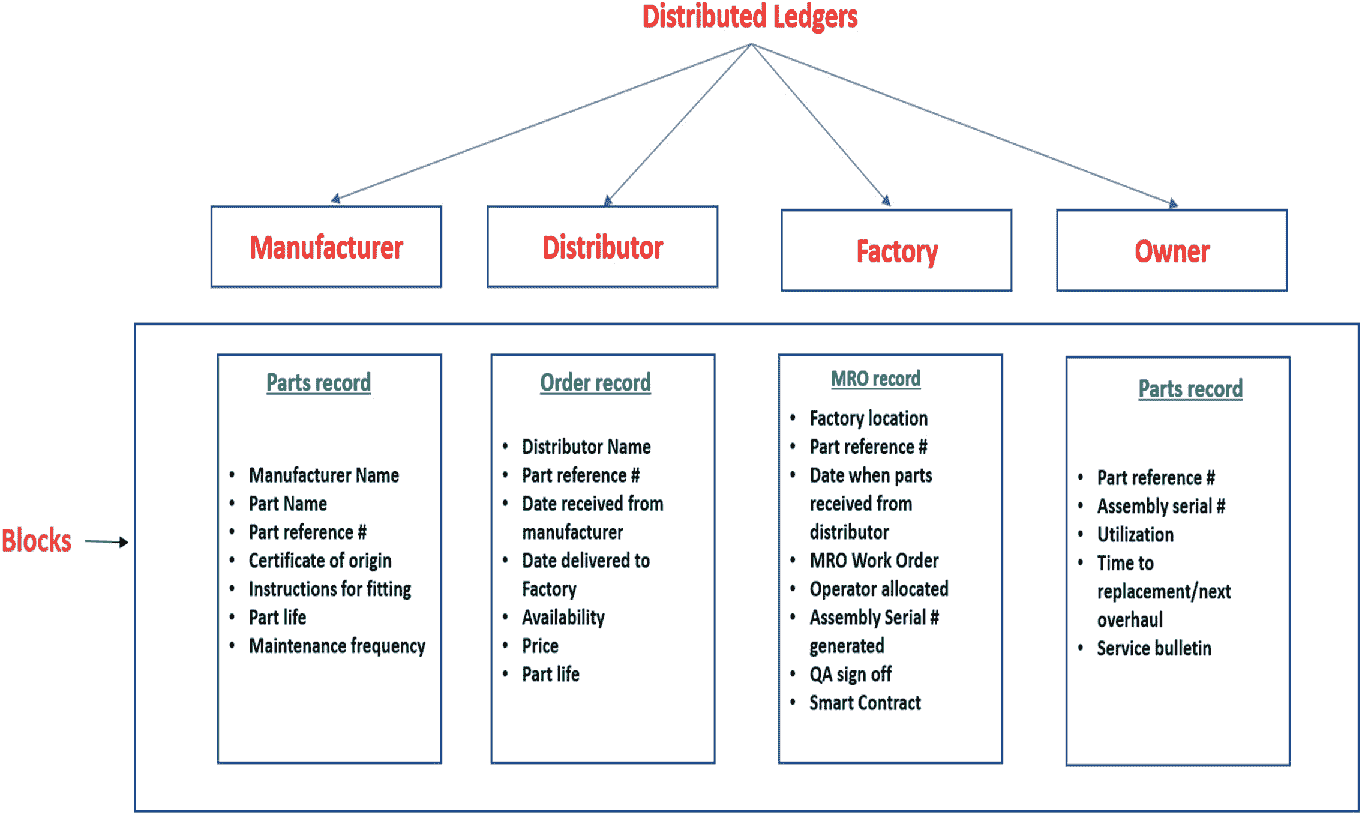 Distributed Ledgers
Manufacturer
Distributor
Factory
Owner
Blocks
Parts record
• Manufacturer Name
• Part Name
• Part reference #
• Certificate of origin
• Instructions for fitting
• Part life
• Maintenance frequency
Order record
• Distributor Name
• Part reference #
• Date received from
manufacturer
• Date delivered to
Factory
• Availability
• Price
• Part life
MRO record
• Factory location
• Part reference #
• Date when parts
received from
distributor
• MRO Work Order
• Operator allocated
• Assembly Serial #
generated
• QA sign off
• Smart Contract
Parts record
• Part reference #
• Assembly serial #
• Utilization
• Time to
replacement/next
overhaul
• Service bulletin